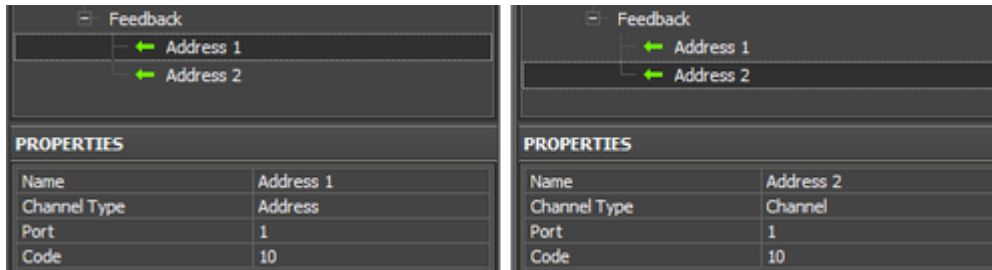 Feedback
Address 1
Address 2
PROPERTIES
Name Address 1
Channel Type Address
Port 1
Code 10
Feedback
Address 1
Address 2
PROPERTIES
Name Address 2
Channel Type Channel
Port 1
Code 10